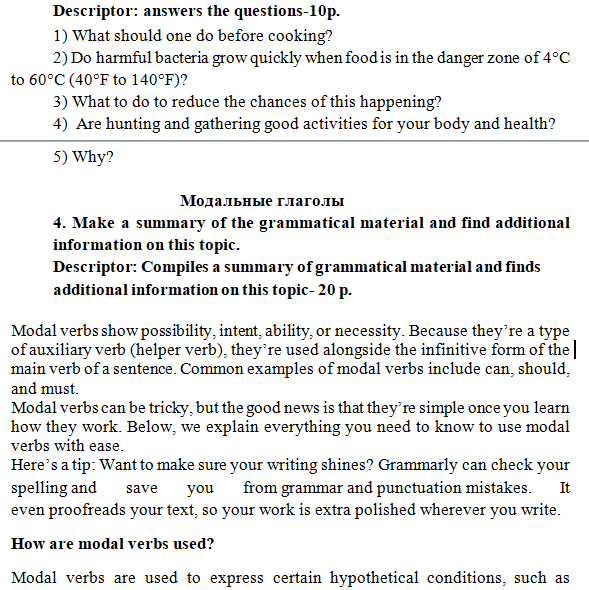 Descriptor: answers the questions-10p.
1) What should one do before cooking?
2) Do harmful bacteria grow quickly when food is in the danger zone of 4°C
to 60°C (40°F to 140°F)?
3) What to do to reduce the chances of this happening?
4) Are hunting and gathering good activities for your body and health?
5) Why?
Модальные глаголы
4. Make a summary of the grammatical material and find additional
information on this topic.
Descriptor: Compiles a summary of grammatical material and finds
additional information on this topic- 20 p.
Modal verbs show possibility, intent, ability, or necessity. Because they’re a type
of auxiliary verb (helper verb), they’re used alongside the infinitive form of the
main verb of a sentence. Common examples of modal verbs include can, should,
and must.
Modal verbs can be tricky, but the good news is that they’re simple once you learn
how they work. Below, we explain everything you need to know to use modal
verbs with ease.
Here’s a tip: Want to make sure your writing shines? Grammarly can check your
spelling and save you from grammar and punctuation mistakes. It
even proofreads your text, so your work is extra polished wherever you write.
How are modal verbs used?
Modal verbs are used to express certain hypothetical conditions, such as